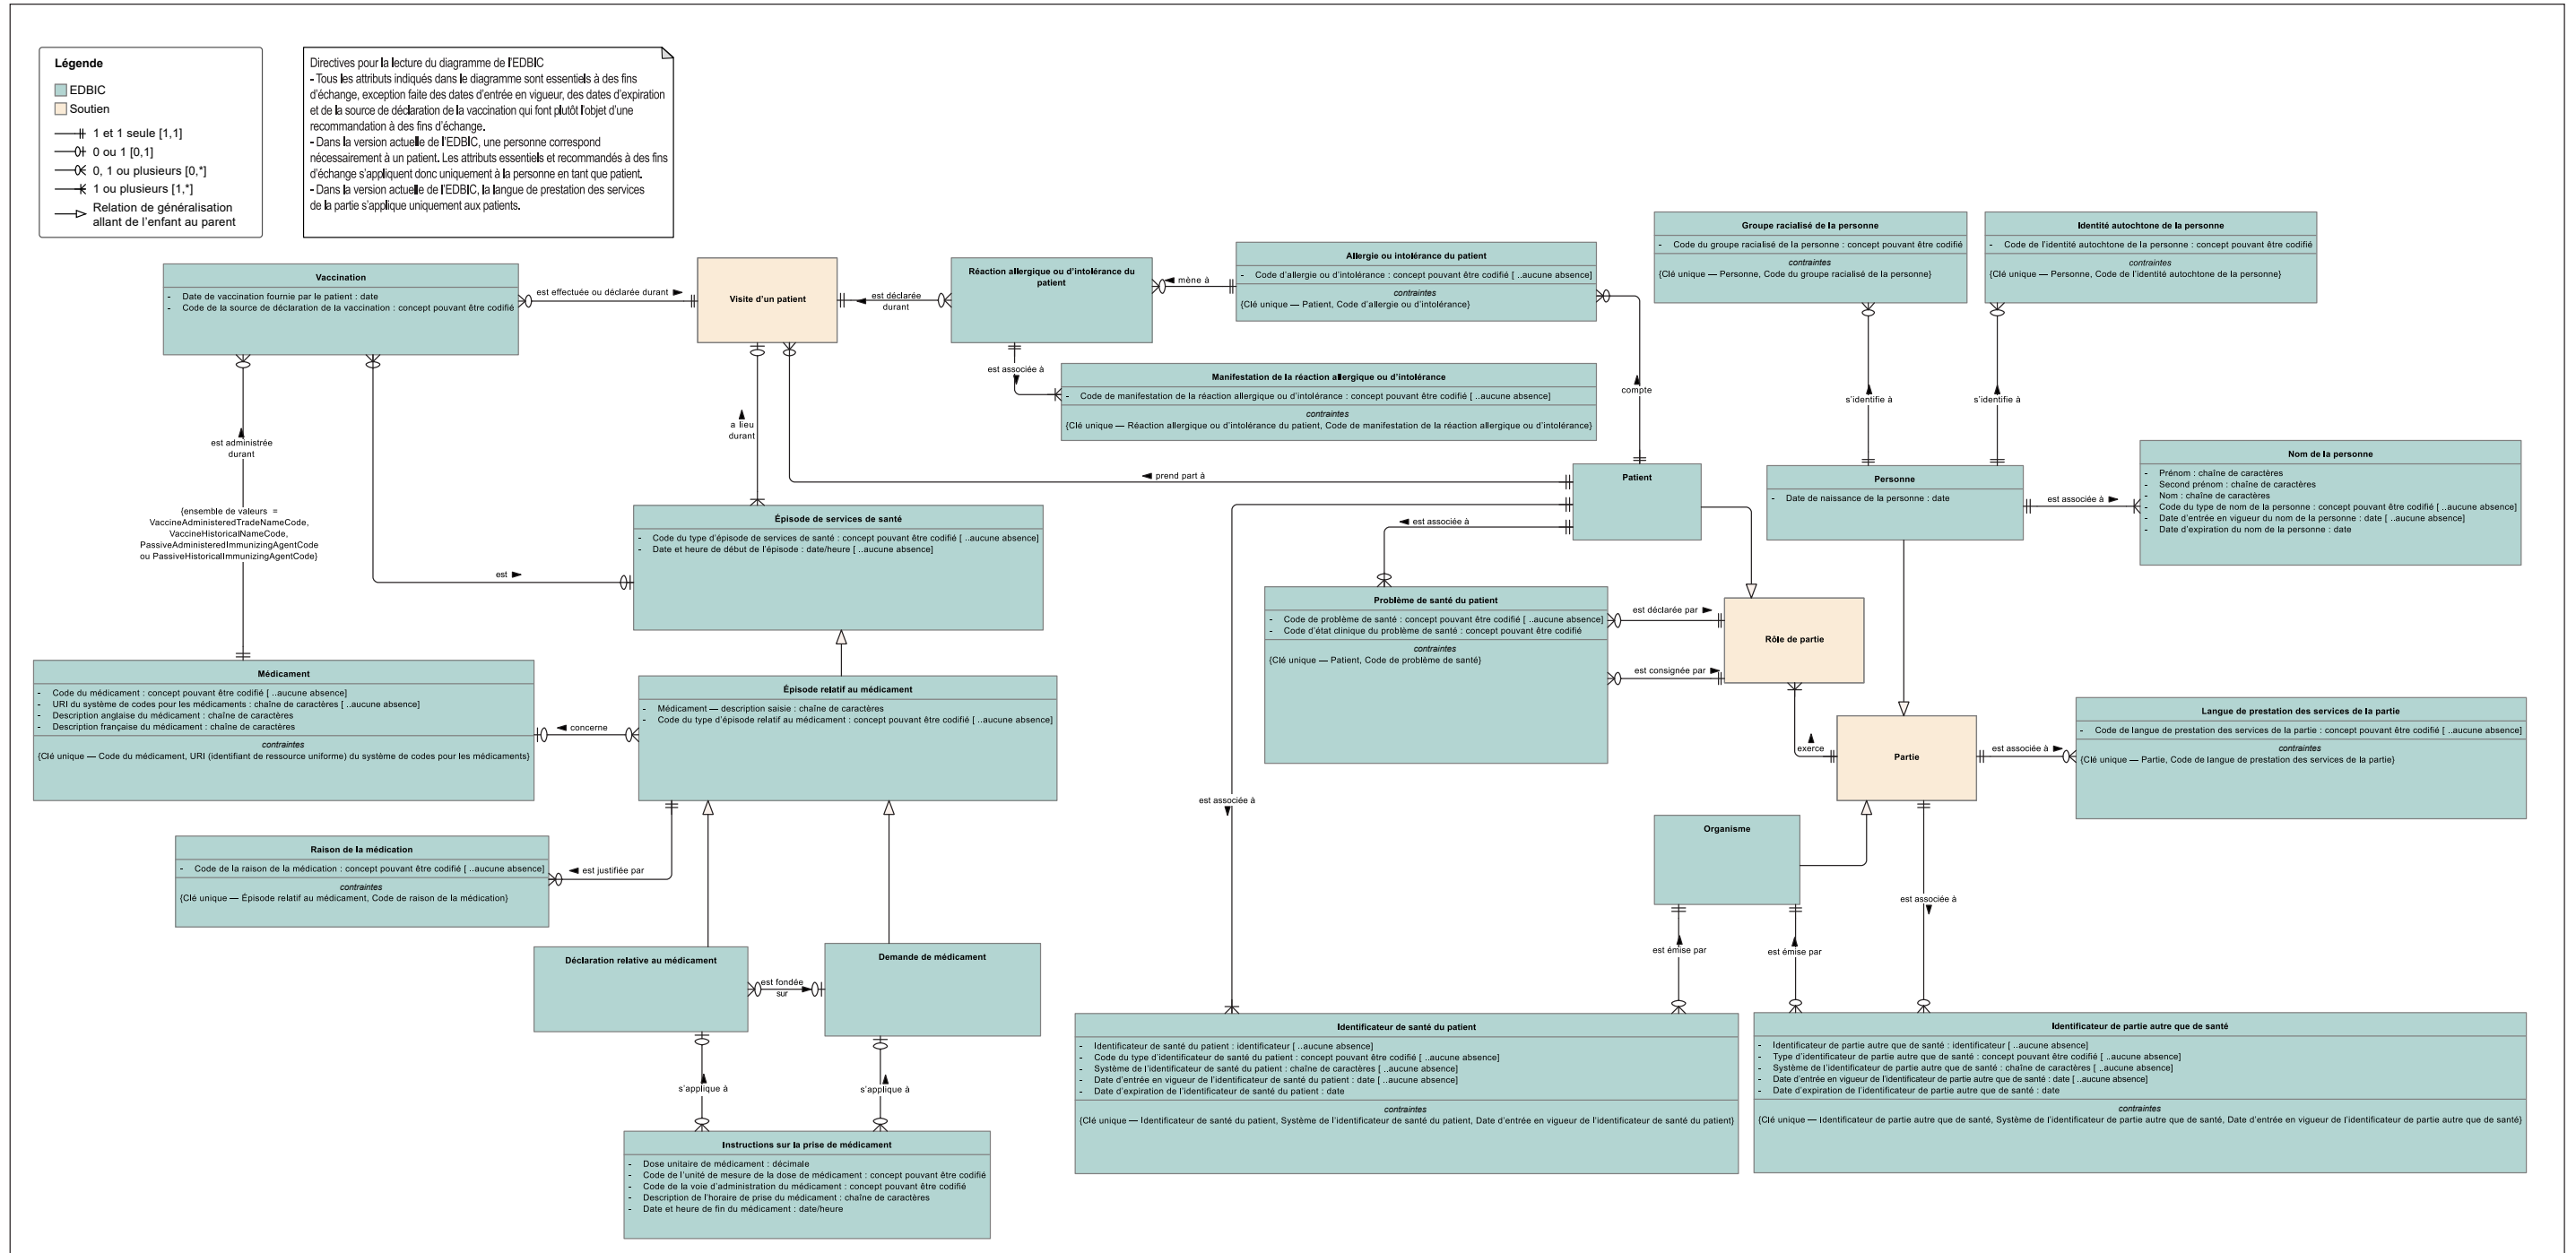 Légende
EDBIC
Soutien
1 et 1 seule [1,1]
0 ou 1 [0,1]
0, 1 ou plusieurs [0,*]
1 ou plusieurs [1,*]
Relation de généralisation
allant de l'enfant au parent
Directives pour la lecture du diagramme de l'EDBIC
- Tous les attributs indiqués dans le diagramme sont essentiels à des fins
d'échange, exception faite des dates d'entrée en vigueur, des dates d'expiration
et de la source de déclaration de la vaccination qui font plutôt l'objet d'une
recommandation à des fins d'échange.
- Dans la version actuelle de l'EDBIC, une personne correspond
nécessairement à un patient. Les attributs essentiels et recommandés à des fins
d'échange s'appliquent donc uniquement à la personne en tant que patient.
- Dans la version actuelle de l'EDBIC, la langue de prestation des services
de la partie s'applique uniquement aux patients.
Vaccination
- Date de vaccination fournie par le patient : date
- Code de la source de déclaration de la vaccination : concept pouvant être codifié
est effectuée ou déclarée durant
Visite d'un patient
est déclarée
durant
Réaction allergique ou d'intolérance du
patient
mène à
Allergie ou intolérance du patient
- Code d'allergie ou d'intolérance : concept pouvant être codifié [ ..aucune absence]
contraintes
{Clé unique — Patient, Code d'allergie ou d'intolérance}
Groupe racialisé de la personne
- Code du groupe racialisé de la personne : concept pouvant être codifié
contraintes
{Clé unique — Personne, Code du groupe racialisé de la personne}
Identité autochtone de la personne
- Code de l'identité autochtone de la personne : concept pouvant être codifié
contraintes
{Clé unique — Personne, Code de l'identité autochtone de la personne}
est associée à
Manifestation de la réaction allergique ou d'intolérance
- Code de manifestation de la réaction allergique ou d'intolérance : concept pouvant être codifié [ ..aucune absence]
contraintes
{Clé unique — Réaction allergique ou d'intolérance du patient, Code de manifestation de la réaction allergique ou d'intolérance}
compte
s'identifie à
s'identifie à
est administrée
durant
a lieu
durant
prend part à
Patient
Personne
- Date de naissance de la personne : date
est associée à
Nom de la personne
- Prénom : chaîne de caractères
- Second prénom : chaîne de caractères
- Nom : chaîne de caractères
- Code du type de nom de la personne : concept pouvant être codifié [ ..aucune absence]
- Date d'entrée en vigueur du nom de la personne : date [ ..aucune absence]
- Date d'expiration du nom de la personne : date
{ensemble de valeurs =
VaccineAdministeredTradeNameCode,
VaccineHistoricalNameCode,
PassiveAdministeredImmunizingAgentCode
ou PassiveHistoricalImmunizingAgentCode}
est
Épisode de services de santé
- Code du type d'épisode de services de santé : concept pouvant être codifié [ ..aucune absence]
- Date et heure de début de l'épisode : date/heure [ ..aucune absence]
est associée à
Problème de santé du patient
- Code de problème de santé : concept pouvant être codifié [ ..aucune absence]
- Code d'état clinique du problème de santé : concept pouvant être codifié
contraintes
{Clé unique — Patient, Code de problème de santé}
est déclarée par
est consignée par
Rôle de partie
Médicament
- Code du médicament : concept pouvant être codifié [ ..aucune absence]
- URI du système de codes pour les médicaments : chaîne de caractères [ ..aucune absence]
- Description anglaise du médicament : chaîne de caractères
- Description française du médicament : chaîne de caractères
contraintes
{Clé unique — Code du médicament, URI (identifiant de ressource uniforme) du système de codes pour les médicaments}
concerne
Épisode relatif au médicament
- Médicament — description saisie : chaîne de caractères
- Code du type d'épisode relatif au médicament : concept pouvant être codifié [ ..aucune absence]
exerce
Partie
est associée à
Langue de prestation des services de la partie
- Code de langue de prestation des services de la partie : concept pouvant être codifié [ ..aucune absence]
contraintes
{Clé unique — Partie, Code de langue de prestation des services de la partie}
est associée à
Raison de la médication
- Code de la raison de la médication : concept pouvant être codifié [ ..aucune absence]
contraintes
{Clé unique — Épisode relatif au médicament, Code de raison de la médication}
est justifiée par
Organisme
est associée à
est émise par
est émise par
Déclaration relative au médicament
est fondée
sur
Demande de médicament
s'applique à
s'applique à
Identificateur de santé du patient
- Identificateur de santé du patient : identificateur [ ..aucune absence]
- Code du type d'identificateur de santé du patient : concept pouvant être codifié [ ..aucune absence]
- Système de l'identificateur de santé du patient : chaîne de caractères [ ..aucune absence]
- Date d'entrée en vigueur de l'identificateur de santé du patient : date [ ..aucune absence]
- Date d'expiration de l'identificateur de santé du patient : date
contraintes
{Clé unique — Identificateur de santé du patient, Système de l'identificateur de santé du patient, Date d'entrée en vigueur de l'identificateur de santé du patient}
Identificateur de partie autre que de santé
- Identificateur de partie autre que de santé : identificateur [ ..aucune absence]
- Type d'identificateur de partie autre que de santé : concept pouvant être codifié [ ..aucune absence]
- Système de l'identificateur de partie autre que de santé : chaîne de caractères [ ..aucune absence]
- Date d'entrée en vigueur de l'identificateur de partie autre que de santé : date [ ..aucune absence]
- Date d'expiration de l'identificateur de partie autre que de santé : date
contraintes
{Clé unique — Identificateur de partie autre que de santé, Système de l'identificateur de partie autre que de santé, Date d'entrée en vigueur de l'identificateur de partie autre que de santé}
Instructions sur la prise de médicament
- Dose unitaire de médicament : décimale
- Code de l'unité de mesure de la dose de médicament : concept pouvant être codifié
- Code de la voie d'administration du médicament : concept pouvant être codifié
- Description de l'horaire de prise du médicament : chaîne de caractères
- Date et heure de fin du médicament : date/heure